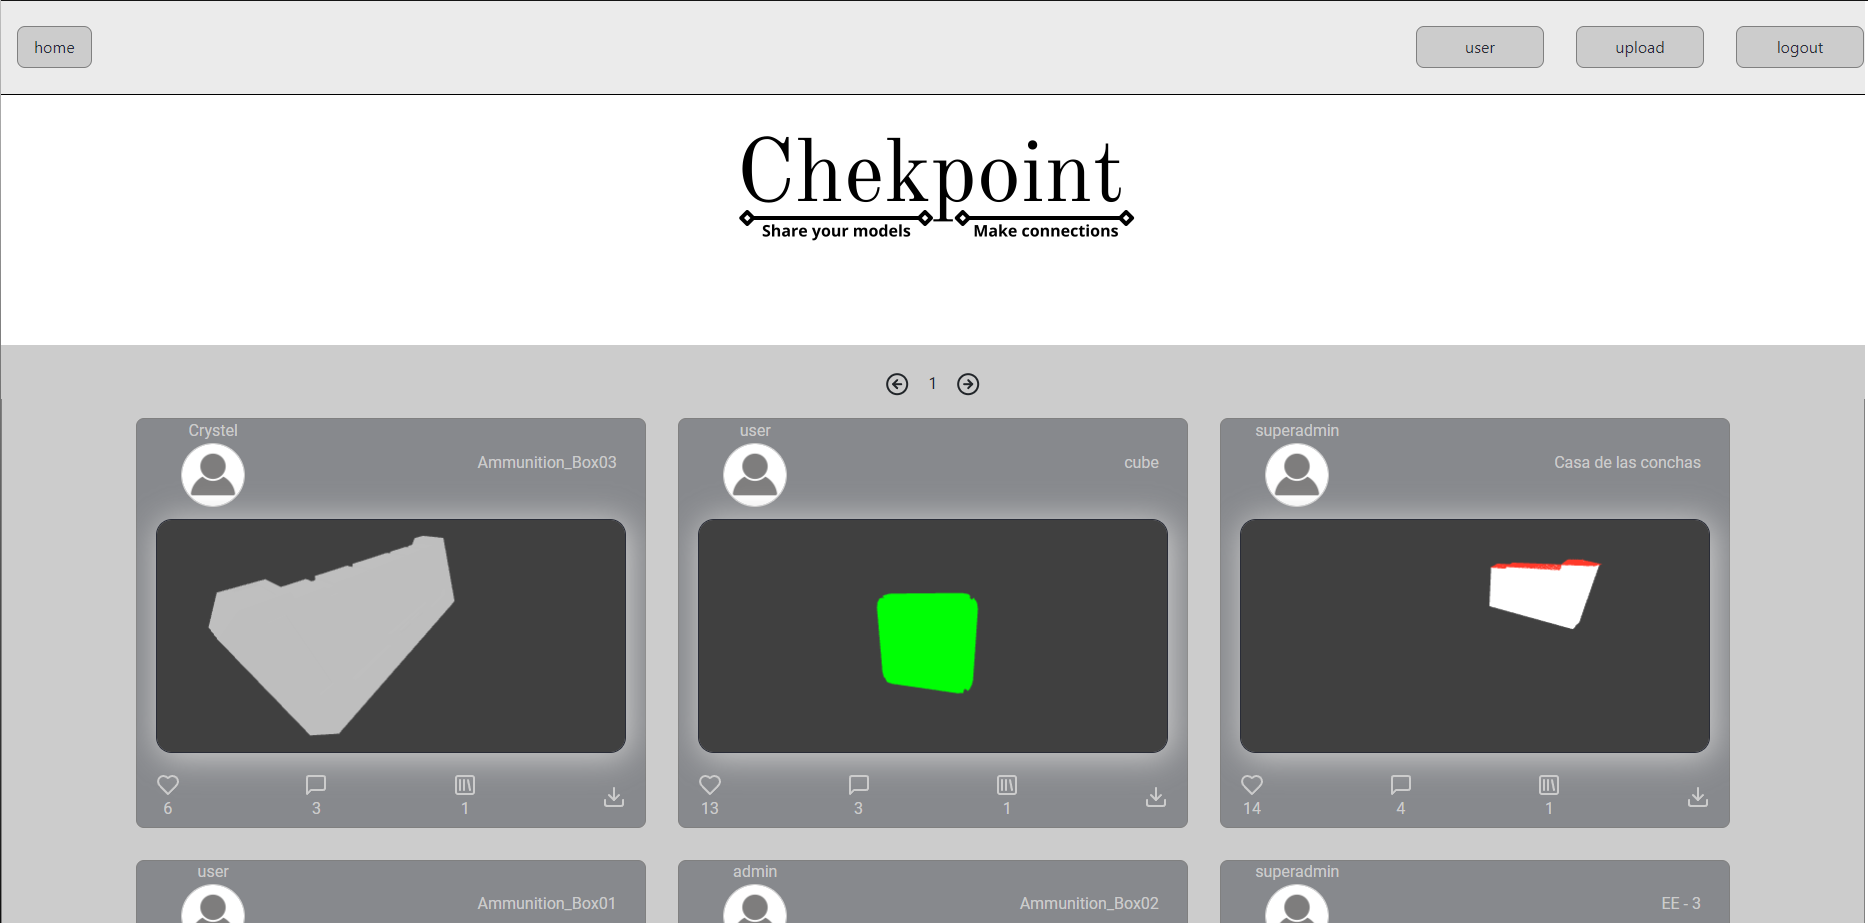 home
user
upload
logout
Chekpoint
Share your models
Make connections
1
Crystel
Ammunition_Box03
6
3
1
user
cube
13
3
1
superadmin
Casa de las conchas
14
4
1
user
Ammunition_Box01
admin
Ammunition_Box02
superadmin
EE - 3